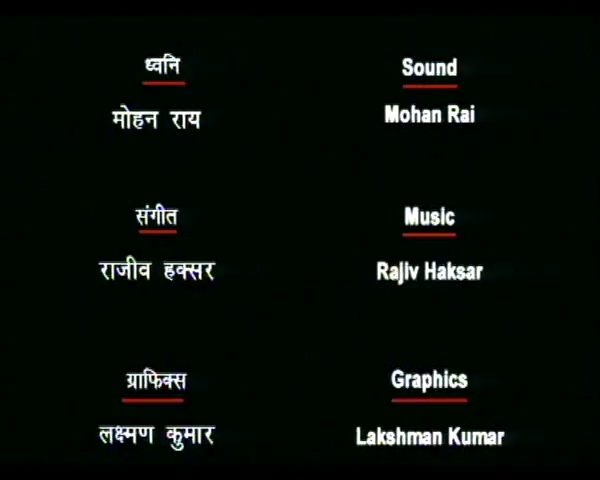 ध्वनि Sound
मोहन राय Mohan Rai
संगीत Music
राजीव हक्सर Rajiv Haksar
ग्राफिक्स Graphics
लक्ष्मण कुमार Lakshman Kumar